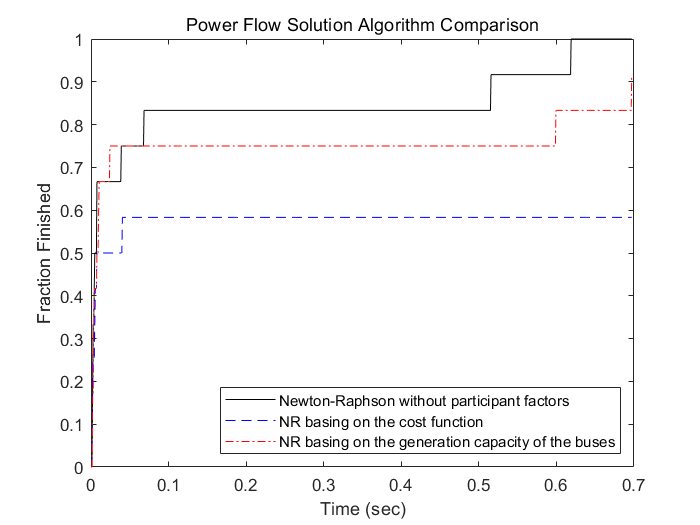 Power Flow Solution Algorithm Comparison
1
0.9
0.8
0.7
0.6
0.5
0.4
0.3
0.2
0.1
0
Fraction Finished
Newton-Raphson without participant factors
NR basing on the cost function
NR basing on the generation capacity of the buses
0 0.1 0.2 0.3 0.4 0.5 0.6 0.7
Time (sec)